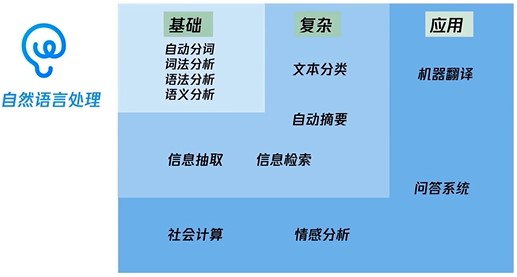 自然语言处理
基础
复杂
应用
自动分词
词法分析
语法分析
语义分析
文本分类
机器翻译
自动摘要
信息抽取
信息检索
问答系统
社会计算
情感分析